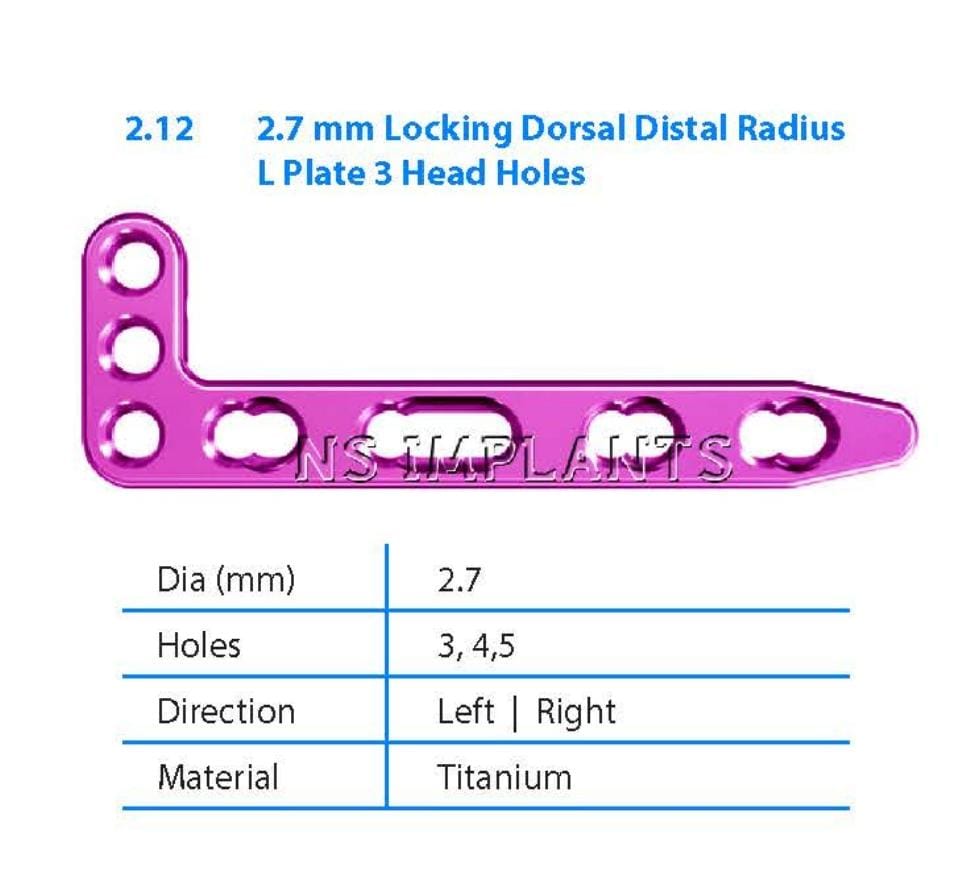 2.12 2.7 mm Locking Dorsal Distal Radius
L Plate 3 Head Holes
NS IMPLANTS
Dia (mm) 2.7
Holes 3, 4,5
Direction Left | Right
Material Titanium